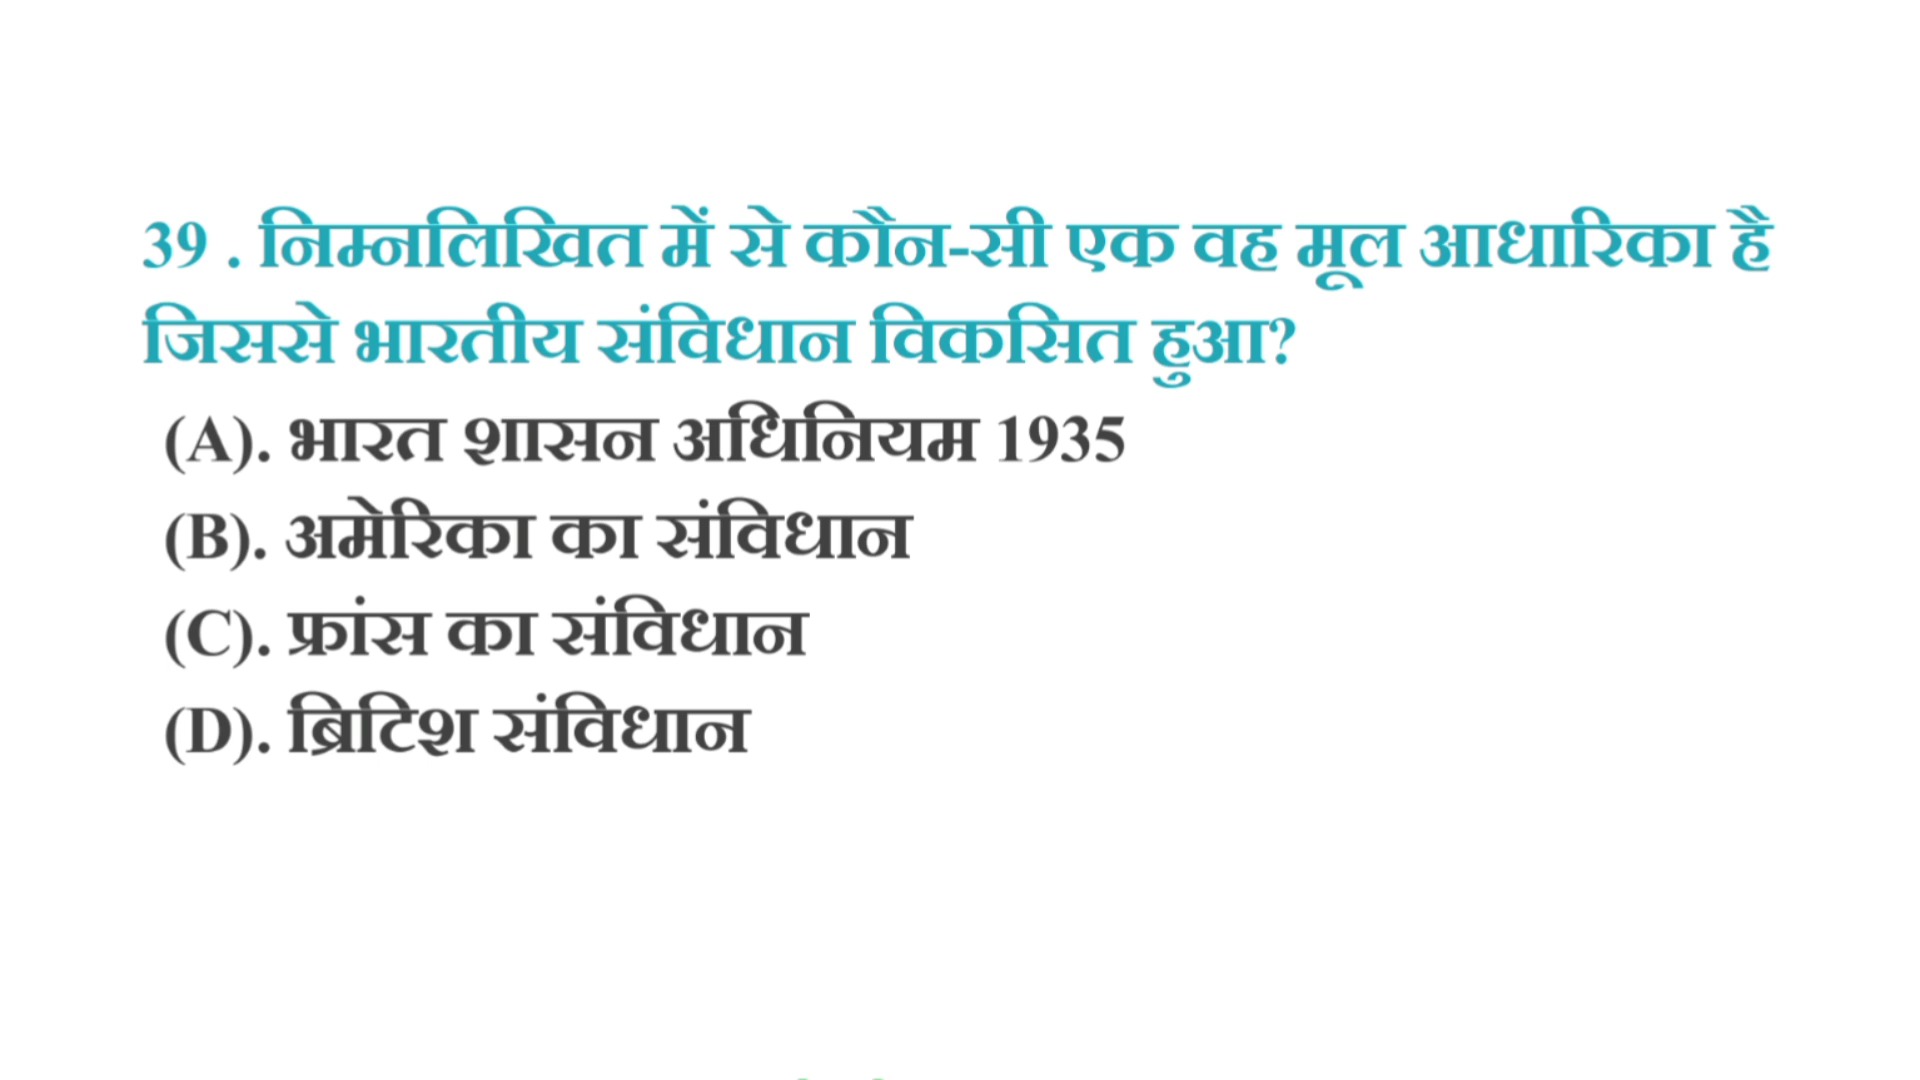 39 . निम्नलिखित में से कौन-सी एक वह मूल आधारिका है
जिससे भारतीय संविधान विकसित हुआ?
(A). भारत शासन अधिनियम 1935
(B). अमेरिका का संविधान
(C). फ्रांस का संविधान
(D). ब्रिटिश संविधान